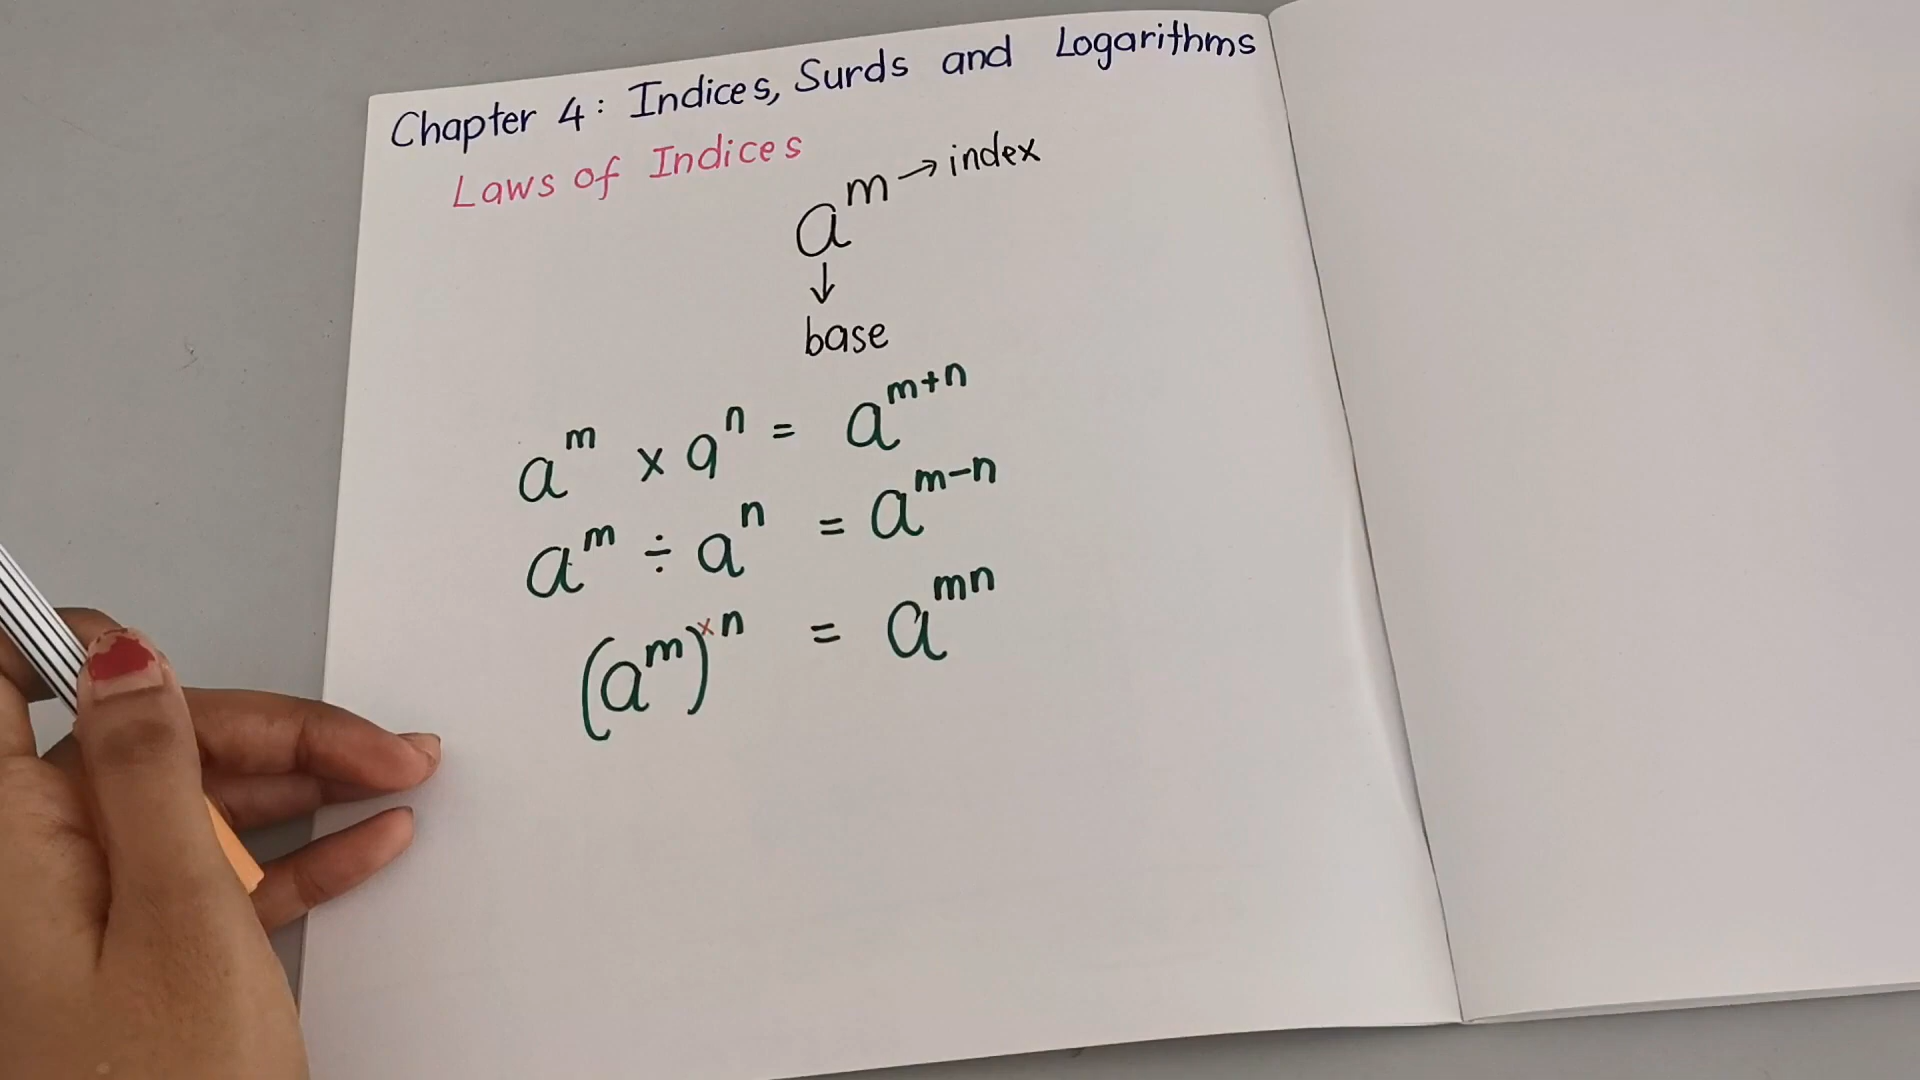 Chapter 4: Indices, Surds and Logarithms
Laws of Indices
a^m → index
↓
base
a^m × a^n = a^{m+n}
a^m ÷ a^n = a^{m-n}
(a^m)^{×n} = a^{mn}